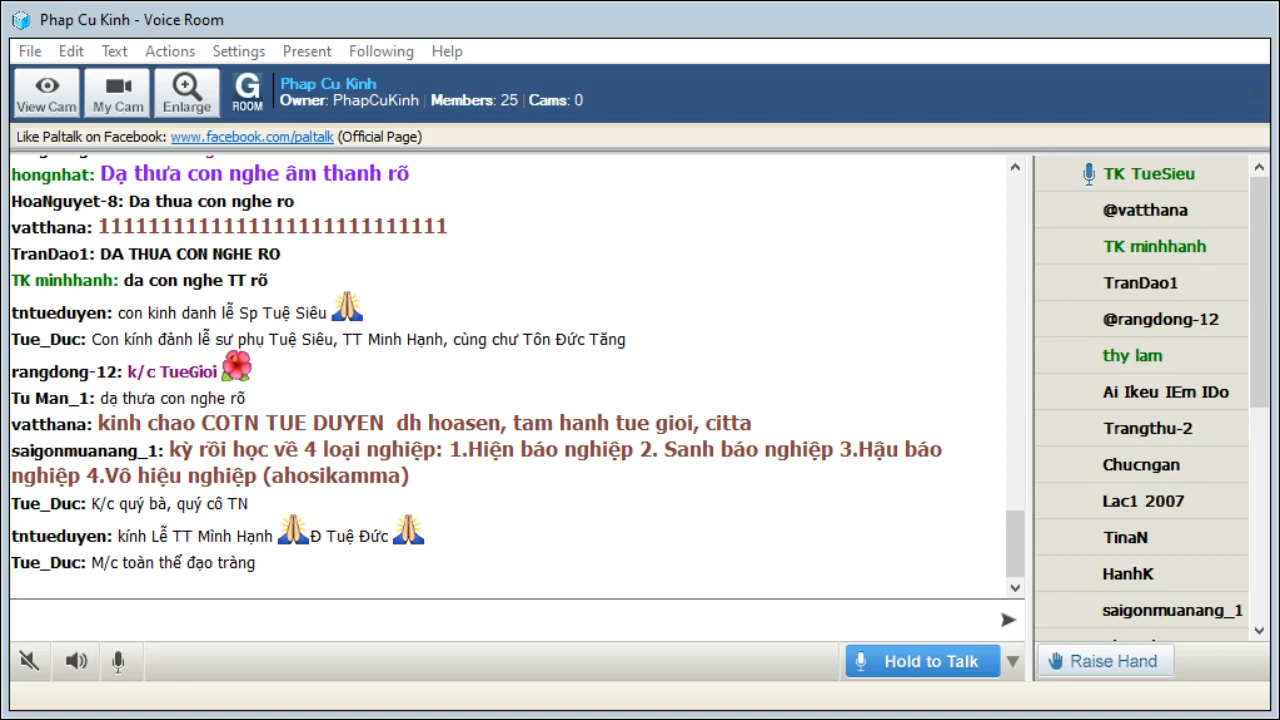 Phap Cu Kinh - Voice Room
File Edit Text Actions Settings Present Following Help
View Cam
My Cam
Enlarge
G
ROOM
Phap Cu Kinh
Owner: PhapCuKinh | Members: 25 | Cams: 0
Like Paltalk on Facebook: www.facebook.com/paltalk (Official Page)
hongnhat: Dạ thưa con nghe âm thanh rõ
HoaNguyet-8: Da thua con nghe ro
vatthana: 1111111111111111111111111111
TranDao1: DA THUA CON NGHE RO
TK minhhanh: da con nghe TT rõ
tntueduyen: con kinh danh lễ Sp Tuệ Siêu
Tue_Duc: Con kính đảnh lễ sư phụ Tuệ Siêu, TT Minh Hạnh, cùng chư Tôn Đức Tăng
rangdong-12: k/c TueGioi
Tu Man_1: dạ thưa con nghe rõ
vatthana: kinh chao COTN TUE DUYEN dh hoasen, tam hanh tue gioi, citta
saigonmuanang_1: kỳ rồi học về 4 loại nghiệp: 1.Hiện báo nghiệp 2. Sanh báo nghiệp 3.Hậu báo
nghiệp 4.Vô hiệu nghiệp (ahosikamma)
Tue_Duc: K/c quý bà, quý cô TN
tntueduyen: kính Lễ TT Mình Hạnh Đ Tuệ Đức
Tue_Duc: M/c toàn thể đạo tràng
TK TueSieu
@vatthana
TK minhhanh
TranDao1
@rangdong-12
thy lam
Ai Ikeu IEm IDo
Trangthu-2
Chucngan
Lac1 2007
TinaN
HanhK
saigonmuanang_1
Hold to Talk
Raise Hand